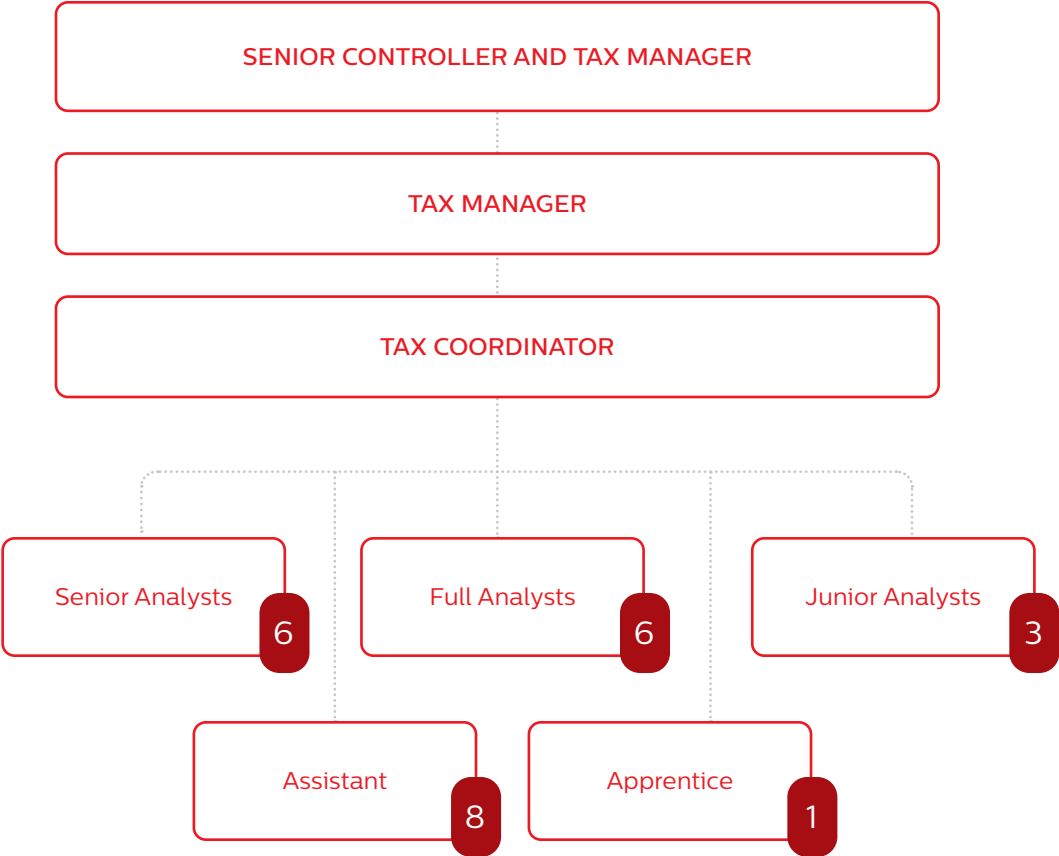 SENIOR CONTROLLER AND TAX MANAGER
TAX MANAGER
TAX COORDINATOR
Senior Analysts
6
Full Analysts
6
Junior Analysts
3
Assistant
8
Apprentice
1